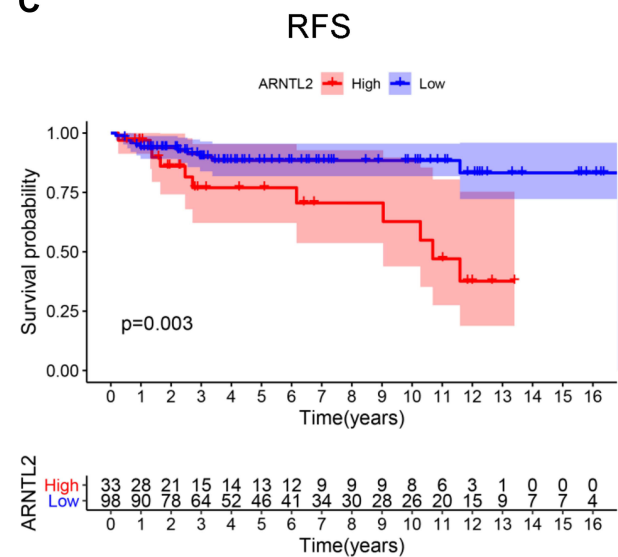 C
RFS
ARNTL2 High Low
Survival probability
1.00
0.75
0.50
0.25
0.00
p=0.003
0 1 2 3 4 5 6 7 8 9 10 11 12 13 14 15 16
Time(years)
ARNTL2
High 33 28 21 15 14 13 12 9 9 9 8 6 3 1 0 0 0
Low 98 90 78 64 52 46 41 34 30 28 26 20 15 9 7 7 4
0 1 2 3 4 5 6 7 8 9 10 11 12 13 14 15 16
Time(years)